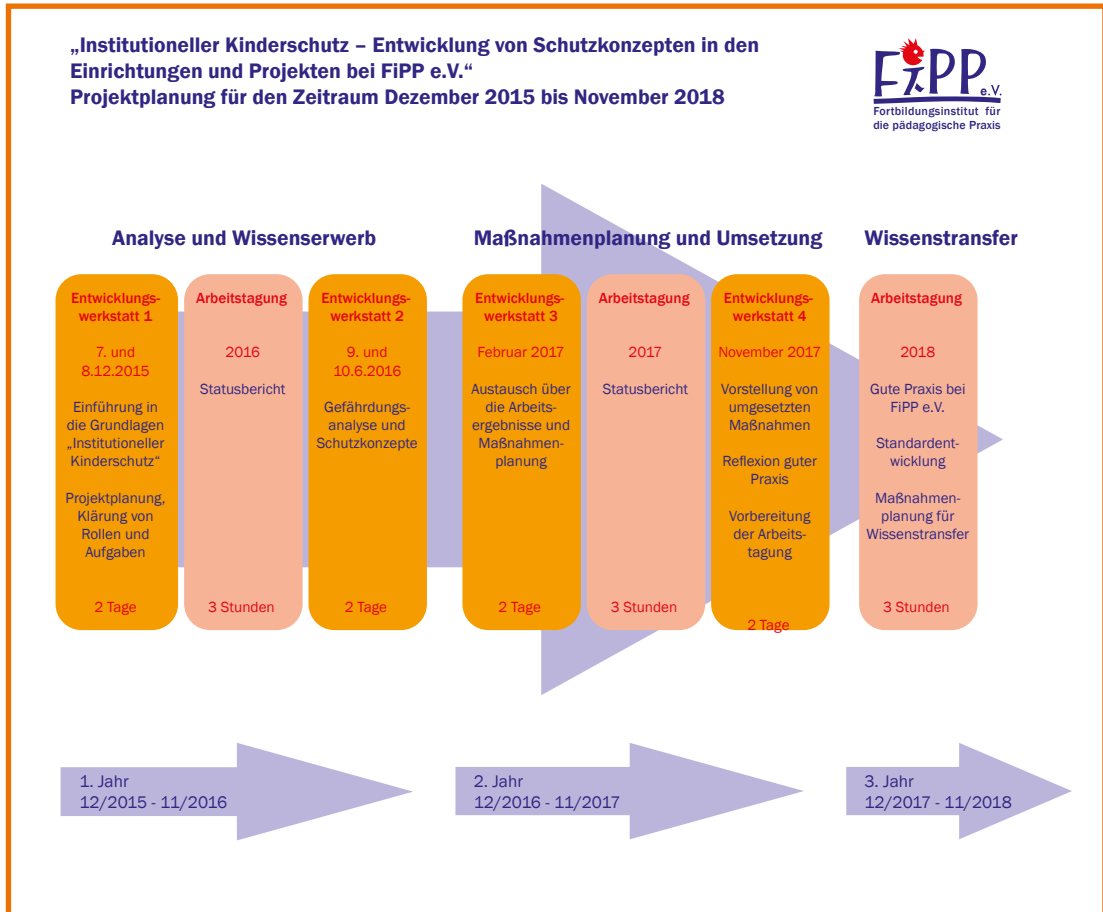 „Institutioneller Kinderschutz – Entwicklung von Schutzkonzepten in den
Einrichtungen und Projekten bei FiPP e.V.“
Projektplanung für den Zeitraum Dezember 2015 bis November 2018
FiPP e.V.
Fortbildungsinstitut für
die pädagogische Praxis
Analyse und Wissenserwerb
Entwicklungs-
werkstatt 1
7. und
8.12.2015
Einführung in
die Grundlagen
„Institutioneller
Kinderschutz“
Projektplanung,
Klärung von
Rollen und
Aufgaben
2 Tage
Arbeitstagung
2016
Statusbericht
3 Stunden
Entwicklungs-
werkstatt 2
9. und
10.6.2016
Gefährdungs-
analyse und
Schutzkonzepte
2 Tage
Maßnahmenplanung und Umsetzung
Entwicklungs-
werkstatt 3
Februar 2017
Austausch über
die Arbeits-
ergebnisse und
Maßnahmen-
planung
2 Tage
Arbeitstagung
2017
Statusbericht
3 Stunden
Entwicklungs-
werkstatt 4
November 2017
Vorstellung von
umgesetzten
Maßnahmen
Reflexion guter
Praxis
Vorbereitung
der Arbeits-
tagung
2 Tage
Wissenstransfer
Arbeitstagung
2018
Gute Praxis bei
FiPP e.V.
Standardent-
wicklung
Maßnahmen-
planung für
Wissenstransfer
3 Stunden
1. Jahr
12/2015 - 11/2016
2. Jahr
12/2016 - 11/2017
3. Jahr
12/2017 - 11/2018